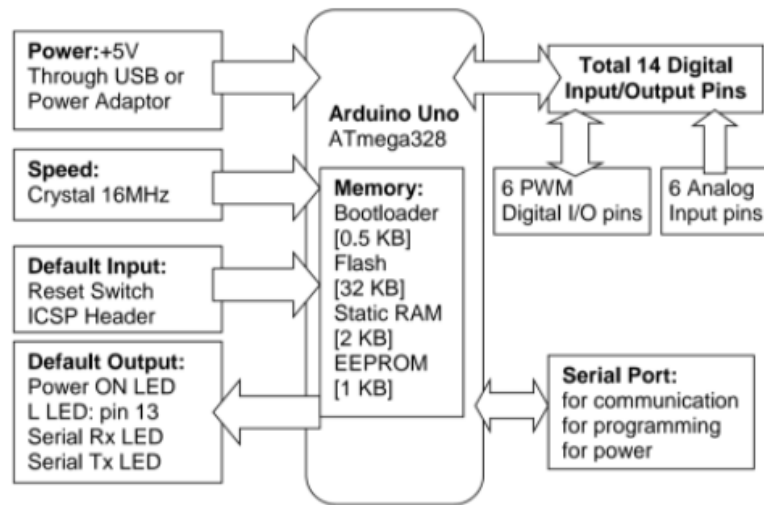 Power:+5V
Through USB or
Power Adaptor
Speed:
Crystal 16MHz
Default Input:
Reset Switch
ICSP Header
Default Output:
Power ON LED
L LED: pin 13
Serial Rx LED
Serial Tx LED
Arduino Uno
ATmega328
Memory:
Bootloader
[0.5 KB]
Flash
[32 KB]
Static RAM
[2 KB]
EEPROM
[1 KB]
Total 14 Digital
Input/Output Pins
6 PWM
Digital I/O pins
6 Analog
Input pins
Serial Port:
for communication
for programming
for power